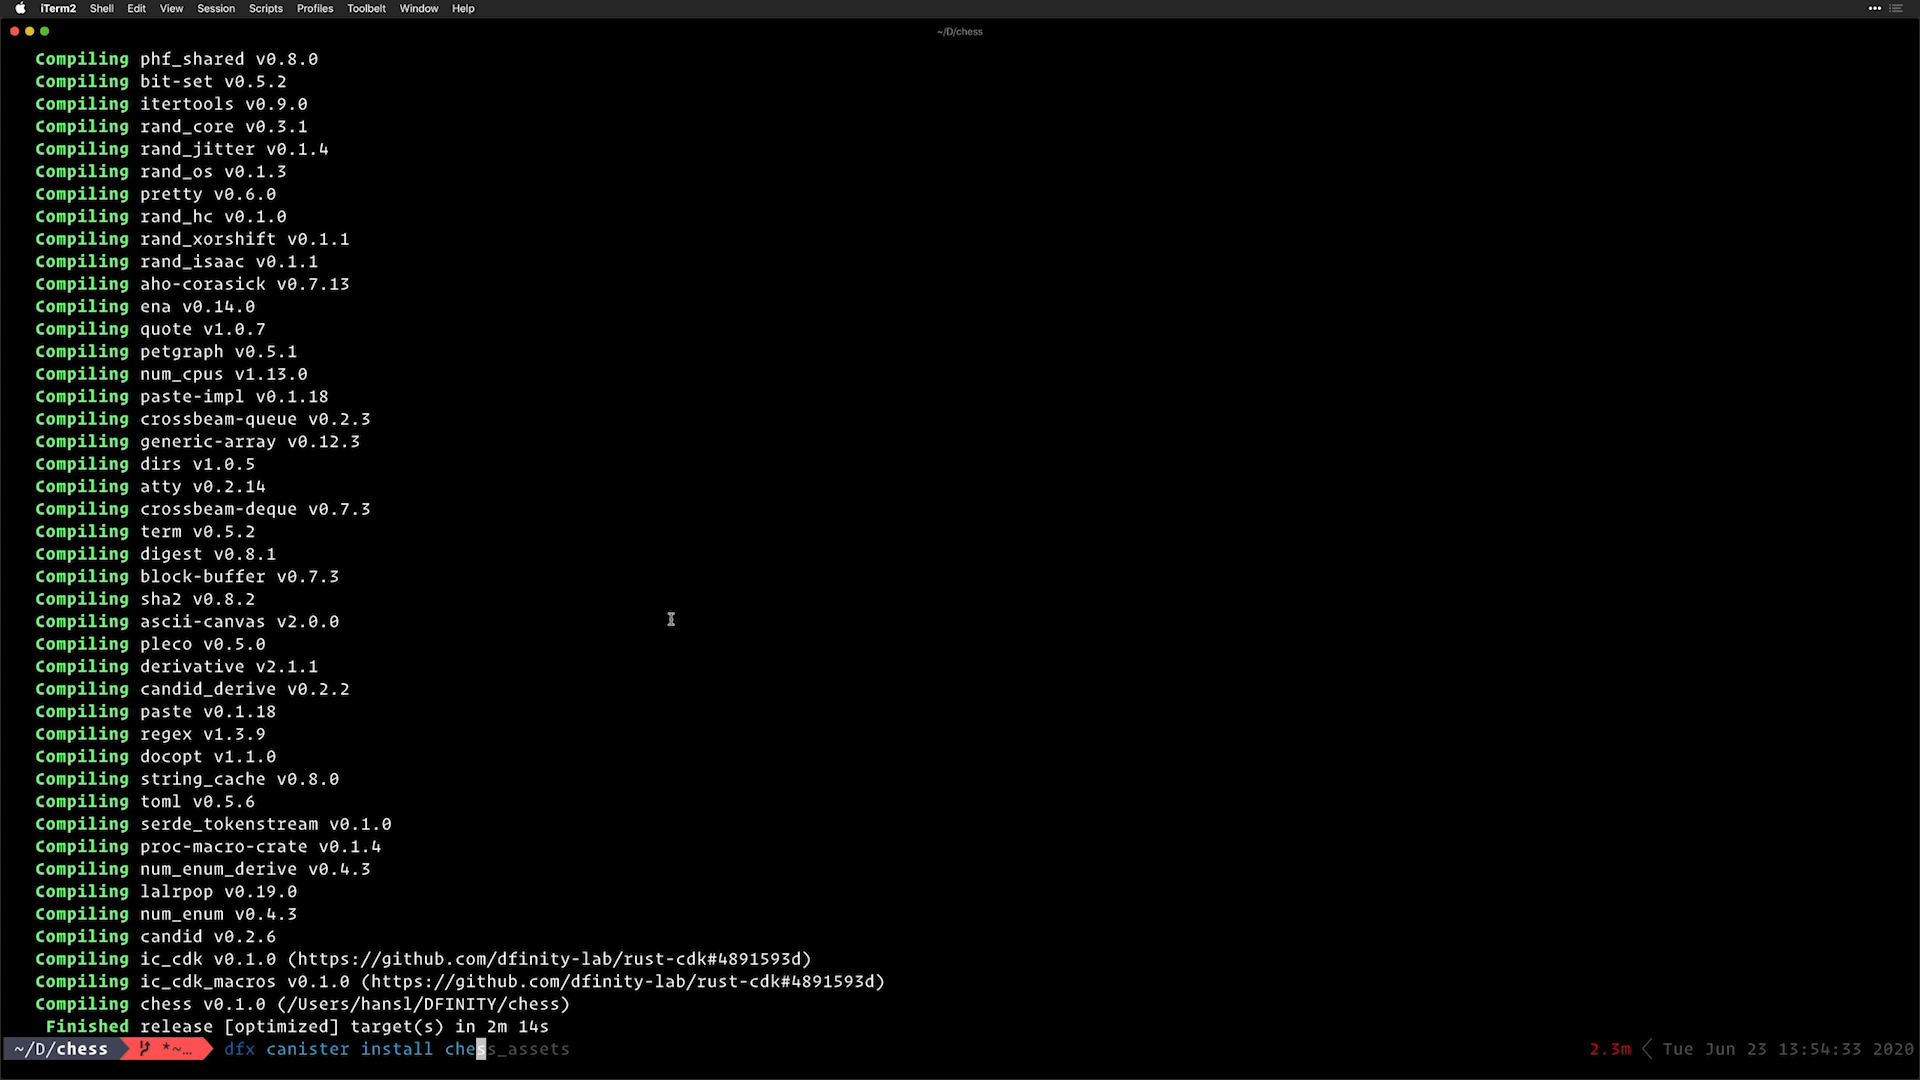 iTerm2 Shell Edit View Session Scripts Profiles Toolbelt Window Help
~/D/chess
Compiling phf_shared v0.8.0
Compiling bit-set v0.5.2
Compiling itertools v0.9.0
Compiling rand_core v0.3.1
Compiling rand_jitter v0.1.4
Compiling rand_os v0.1.3
Compiling pretty v0.6.0
Compiling rand_hc v0.1.0
Compiling rand_xorshift v0.1.1
Compiling rand_isaac v0.1.1
Compiling aho-corasick v0.7.13
Compiling ena v0.14.0
Compiling quote v1.0.7
Compiling petgraph v0.5.1
Compiling num_cpus v1.13.0
Compiling paste-impl v0.1.18
Compiling crossbeam-queue v0.2.3
Compiling generic-array v0.12.3
Compiling dirs v1.0.5
Compiling atty v0.2.14
Compiling crossbeam-deque v0.7.3
Compiling term v0.5.2
Compiling digest v0.8.1
Compiling block-buffer v0.7.3
Compiling sha2 v0.8.2
Compiling ascii-canvas v2.0.0
Compiling pleco v0.5.0
Compiling derivative v2.1.1
Compiling candid_derive v0.2.2
Compiling paste v0.1.18
Compiling regex v1.3.9
Compiling docopt v1.1.0
Compiling string_cache v0.8.0
Compiling toml v0.5.6
Compiling serde_tokenstream v0.1.0
Compiling proc-macro-crate v0.1.4
Compiling num_enum_derive v0.4.3
Compiling lalrpop v0.19.0
Compiling num_enum v0.4.3
Compiling candid v0.2.6
Compiling ic_cdk v0.1.0 (https://github.com/dfinity-lab/rust-cdk#4891593d)
Compiling ic_cdk_macros v0.1.0 (https://github.com/dfinity-lab/rust-cdk#4891593d)
Compiling chess v0.1.0 (/Users/hansl/DFINITY/chess)
Finished release [optimized] target(s) in 2m 14s
~/D/chess *~… dfx canister install chess_assets 2.3m Tue Jun 23 13:54:33 2020